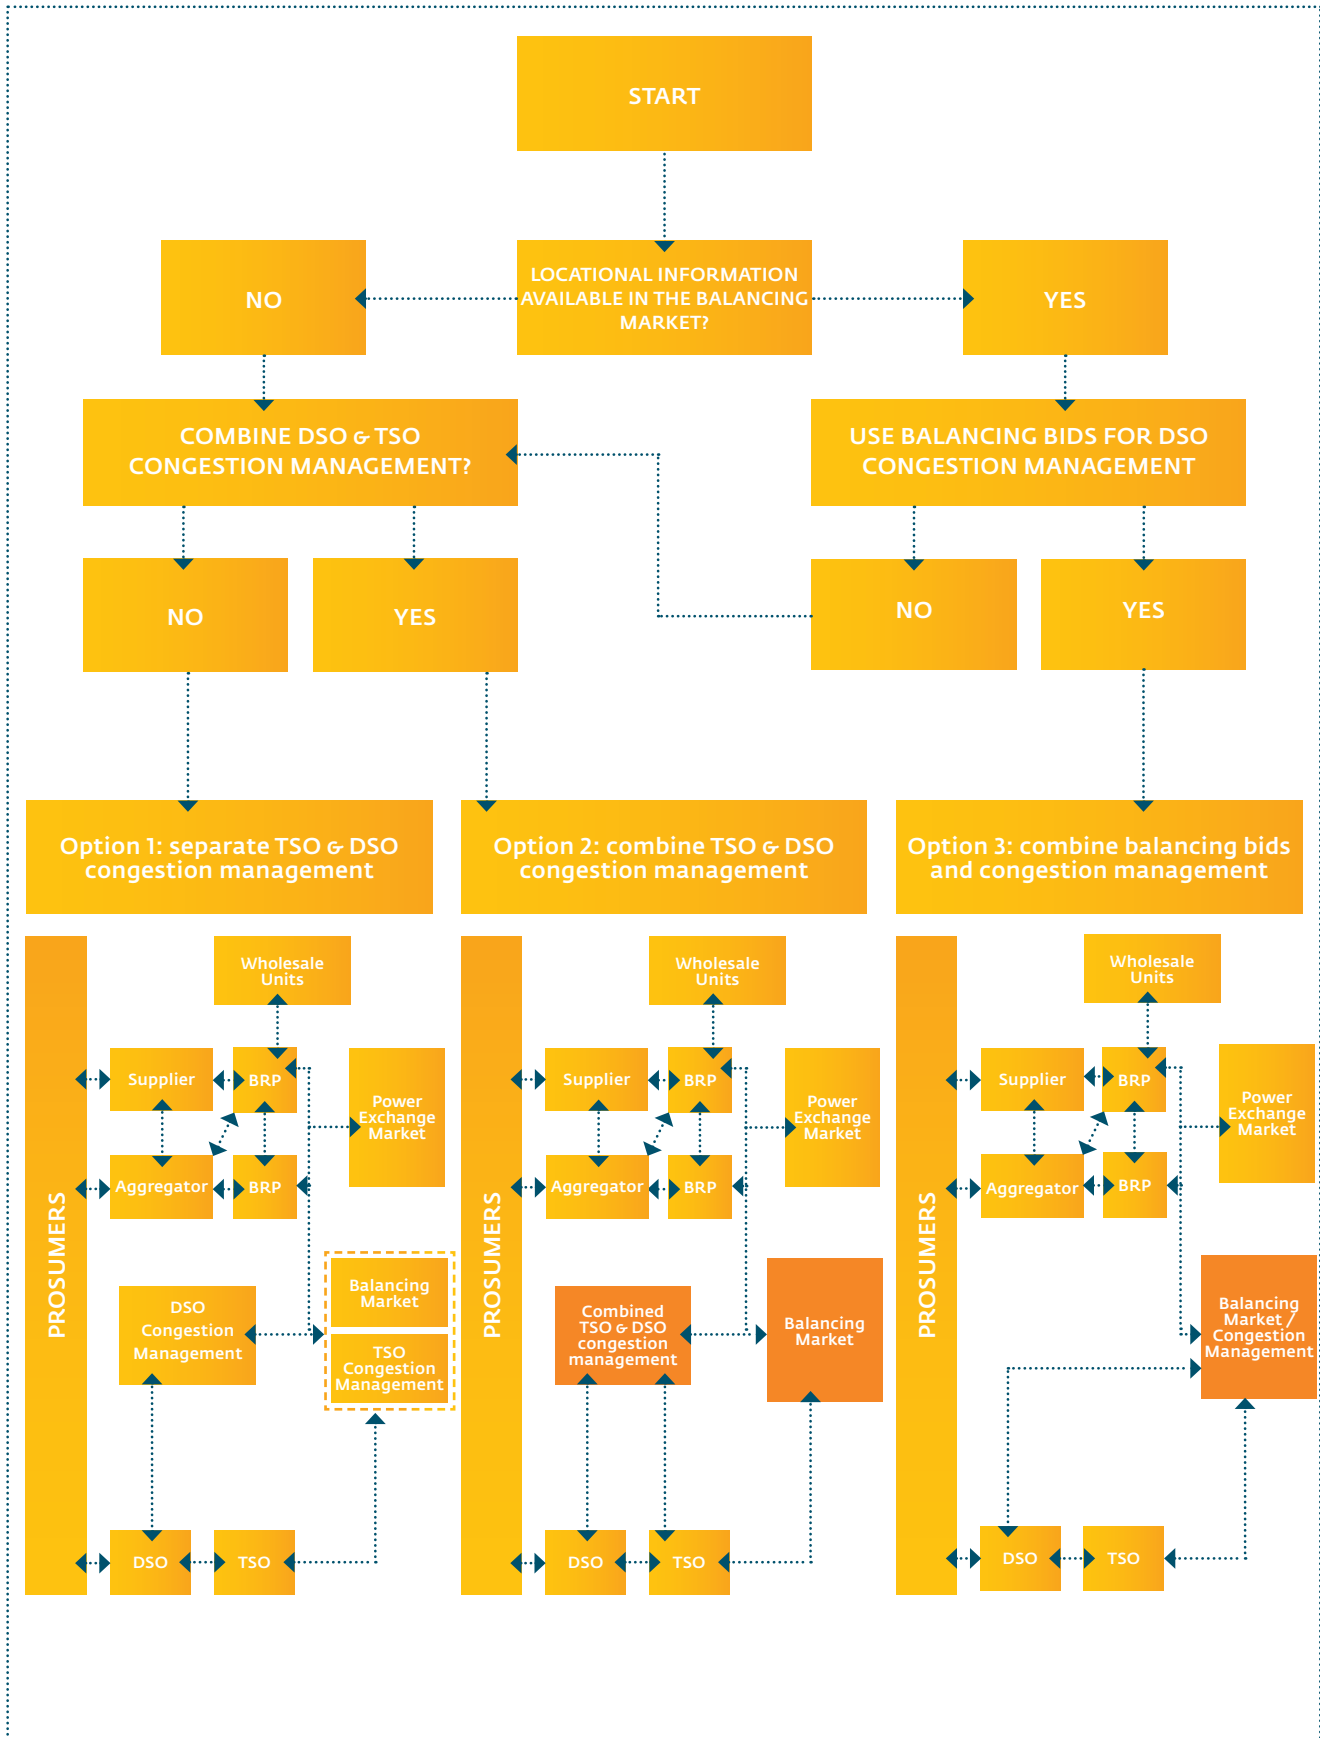 START
NO
LOCATIONAL INFORMATION
AVAILABLE IN THE BALANCING
MARKET?
YES
COMBINE DSO & TSO
CONGESTION MANAGEMENT?
USE BALANCING BIDS FOR DSO
CONGESTION MANAGEMENT
NO
YES
NO
YES
Option 1: separate TSO & DSO
congestion management
Option 2: combine TSO & DSO
congestion management
Option 3: combine balancing bids
and congestion management
PROSUMERS
Wholesale
Units
Supplier
BRP
Power
Exchange
Market
Aggregator
BRP
Balancing
Market
DSO
Congestion
Management
TSO
Congestion
Management
DSO
TSO
PROSUMERS
Wholesale
Units
Supplier
BRP
Power
Exchange
Market
Aggregator
BRP
Combined
TSO & DSO
congestion
management
Balancing
Market
DSO
TSO
PROSUMERS
Wholesale
Units
Supplier
BRP
Power
Exchange
Market
Aggregator
BRP
Balancing
Market /
Congestion
Management
DSO
TSO